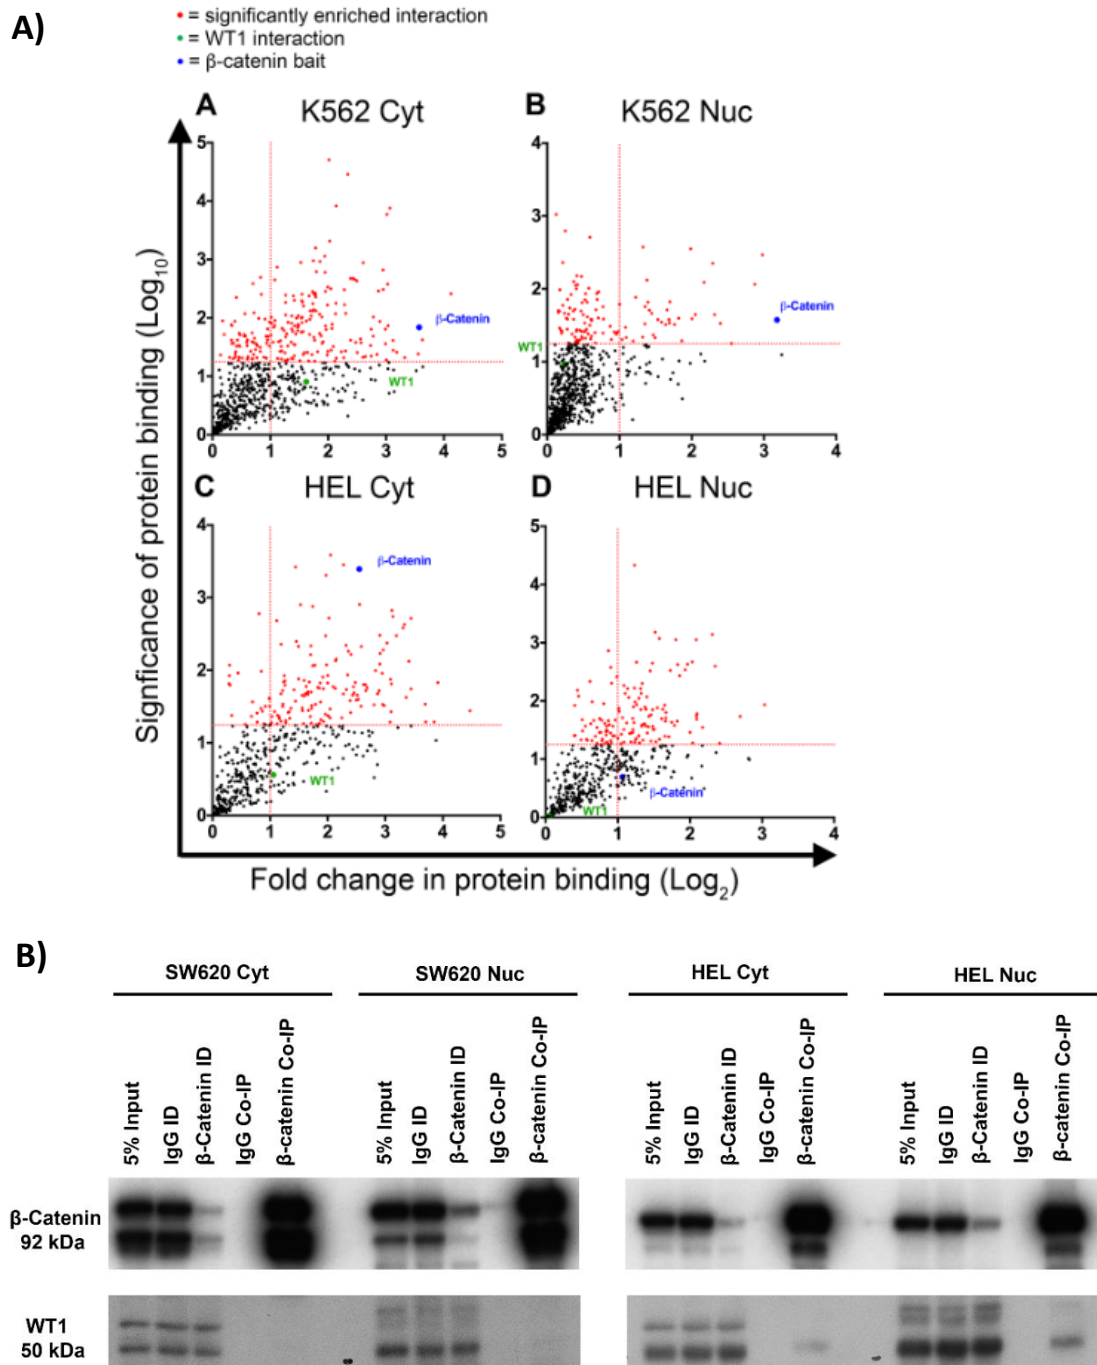 A)
• = significantly enriched interaction
• = WT1 interaction
• = β-catenin bait
A
K562 Cyt
B
K562 Nuc
5
4
3
2
1
0
β-Catenin
WT1
0 1 2 3 4 5
4
3
2
1
0
β-Catenin
WT1
0 1 2 3 4
C
HEL Cyt
D
HEL Nuc
4
3
2
1
0
β-Catenin
WT1
0 1 2 3 4 5
5
4
3
2
1
0
β-Catenin
WT1
0 1 2 3 4
Signficance of protein binding (Log10)
Fold change in protein binding (Log2)
B)
SW620 Cyt
SW620 Nuc
HEL Cyt
HEL Nuc
5% Input
IgG ID
β-Catenin ID
IgG Co-IP
β-catenin Co-IP
5% Input
IgG ID
β-Catenin ID
IgG Co-IP
β-catenin Co-IP
5% Input
IgG ID
β-Catenin ID
IgG Co-IP
β-catenin Co-IP
5% Input
IgG ID
β-Catenin ID
IgG Co-IP
β-catenin Co-IP
β-Catenin
92 kDa
WT1
50 kDa